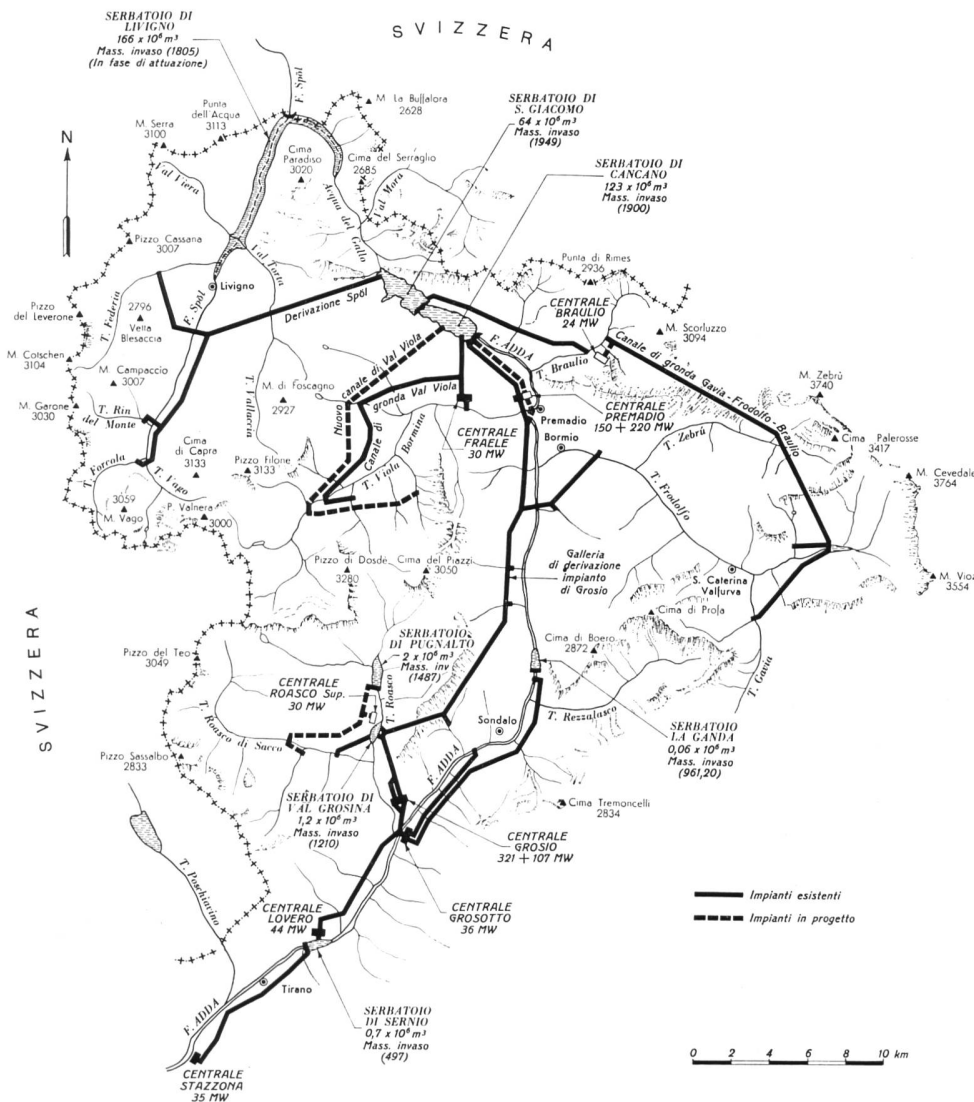 SVIZZERA
SERBATOIO DI
LIVIGNO
166 x 10⁶ m³
Mass. invaso (1805)
(In fase di attuazione)
F. Spöl
M. La Buffalora
2628
Punta
dell'Acqua
3113
M. Serra
3100
N
SERBATOIO DI
S. GIACOMO
64 x 10⁶ m³
Mass. invaso
(1949)
Cima
Paradiso
3020
Cima del Serraglio
2685
SERBATOIO DI
CANCANO
123 x 10⁶ m³
Mass. invaso
(1900)
Val Viera
Val Mora
Acqua del Gallo
Pizzo Cassana
3007
Val Torta
Punta di Rimes
2936
Livigno
Derivazione Spöl
CENTRALE
BRAULIO
24 MW
T. Federia
F. Spöl
2796
Vetta
Blesaccia
Pizzo
del Leverone
M. Scorluzzo
3094
F. ADDA
T. Braulio
Canale di gronda Gavia-Frodolfo-Braulio
M. Cotschen
3104
M. Campaccio
3007
Nuovo canale di Val Viola
Canale di gronda Val Viola
M. di Foscagno
2927
M. Zebrù
3740
M. Garone
3030
T. Rin
del Monte
T. Vallaccia
Premadio
CENTRALE
PREMADIO
150 + 220 MW
CENTRALE
FRAELE
30 MW
Bormio
T. Zebrù
Cima Palerosse
3417
Cima
di Capra
3133
Pizzo Filone
3133
T. Viola Bormina
M. Cevedale
3764
T. Forcola
T. Vago
T. Frodolfo
3059
M. Vago
P. Valnera
3000
Pizzo di Dosdè
3280
Cima del Piazzi
3050
Galleria
di derivazione
impianto
di Grosio
S. Caterina
Valfurva
M. Vioz
3554
Cima di Profa
SVIZZERA
SERBATOIO
DI PUGNALTO
2 x 10⁶ m³
Mass. inv
(1487)
Cima di Boero
2872
Pizzo del Teo
3049
CENTRALE
ROASCO Sup.
30 MW
T. Roasco
T. Gavia
T. Rezzalasco
T. Roasco di Sacco
Sondalo
SERBATOIO
LA GANDA
0,06 x 10⁶ m³
Mass. invaso
(961,20)
Pizzo Sassalbo
2833
F. ADDA
SERBATOIO DI
VAL GROSINA
1,2 x 10⁶ m³
Mass. invaso
(1210)
Cima Tremoncelli
2834
CENTRALE
GROSIO
321 + 107 MW
T. Poschiavino
CENTRALE
LOVERO
44 MW
CENTRALE
GROSOTTO
36 MW
Impianti esistenti
Impianti in progetto
Tirano
F. ADDA
SERBATOIO
DI SERNIO
0,7 x 10⁶ m³
Mass. invaso
(497)
CENTRALE
STAZZONA
35 MW
0 2 4 6 8 10 km